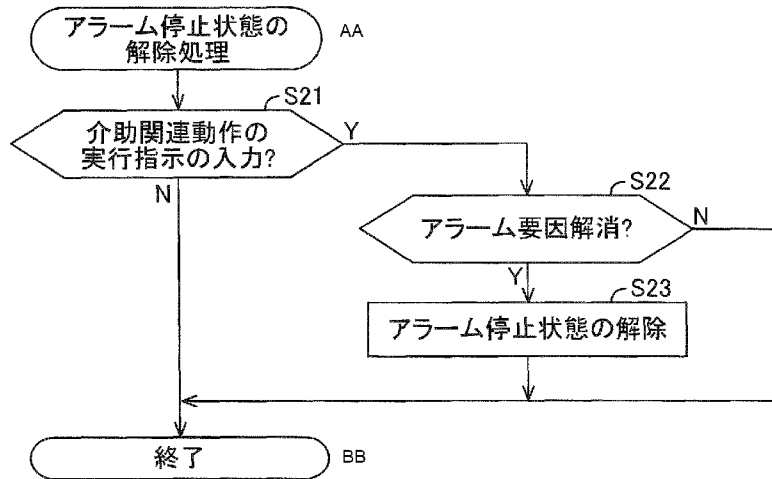 アラーム停止状態の
解除処理
AA
S21
介助関連動作の
実行指示の入力?
Y
N
S22
アラーム要因解消?
N
Y
S23
アラーム停止状態の解除
終了
BB